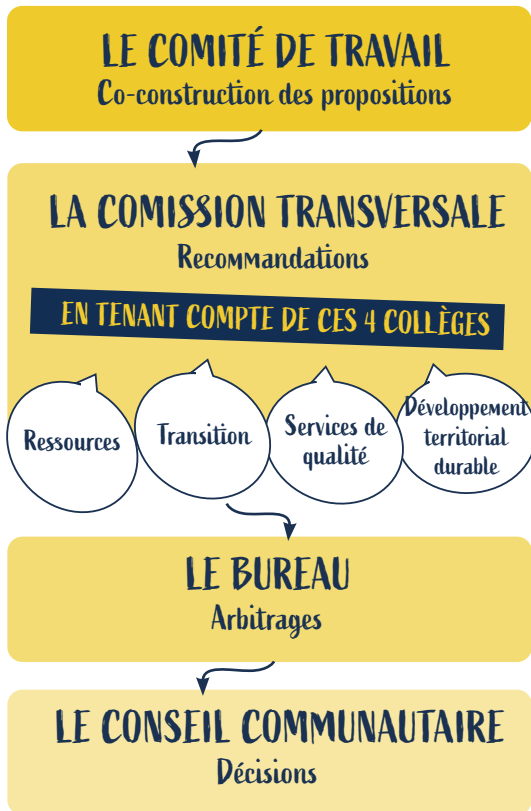 LE COMITÉ DE TRAVAIL
Co-construction des propositions
LA COMISSION TRANSVERSALE
Recommandations
EN TENANT COMPTE DE CES 4 COLLÈGES
Ressources
Transition
Services de
qualité
Développement
territorial
durable
LE BUREAU
Arbitrages
LE CONSEIL COMMUNAUTAIRE
Décisions